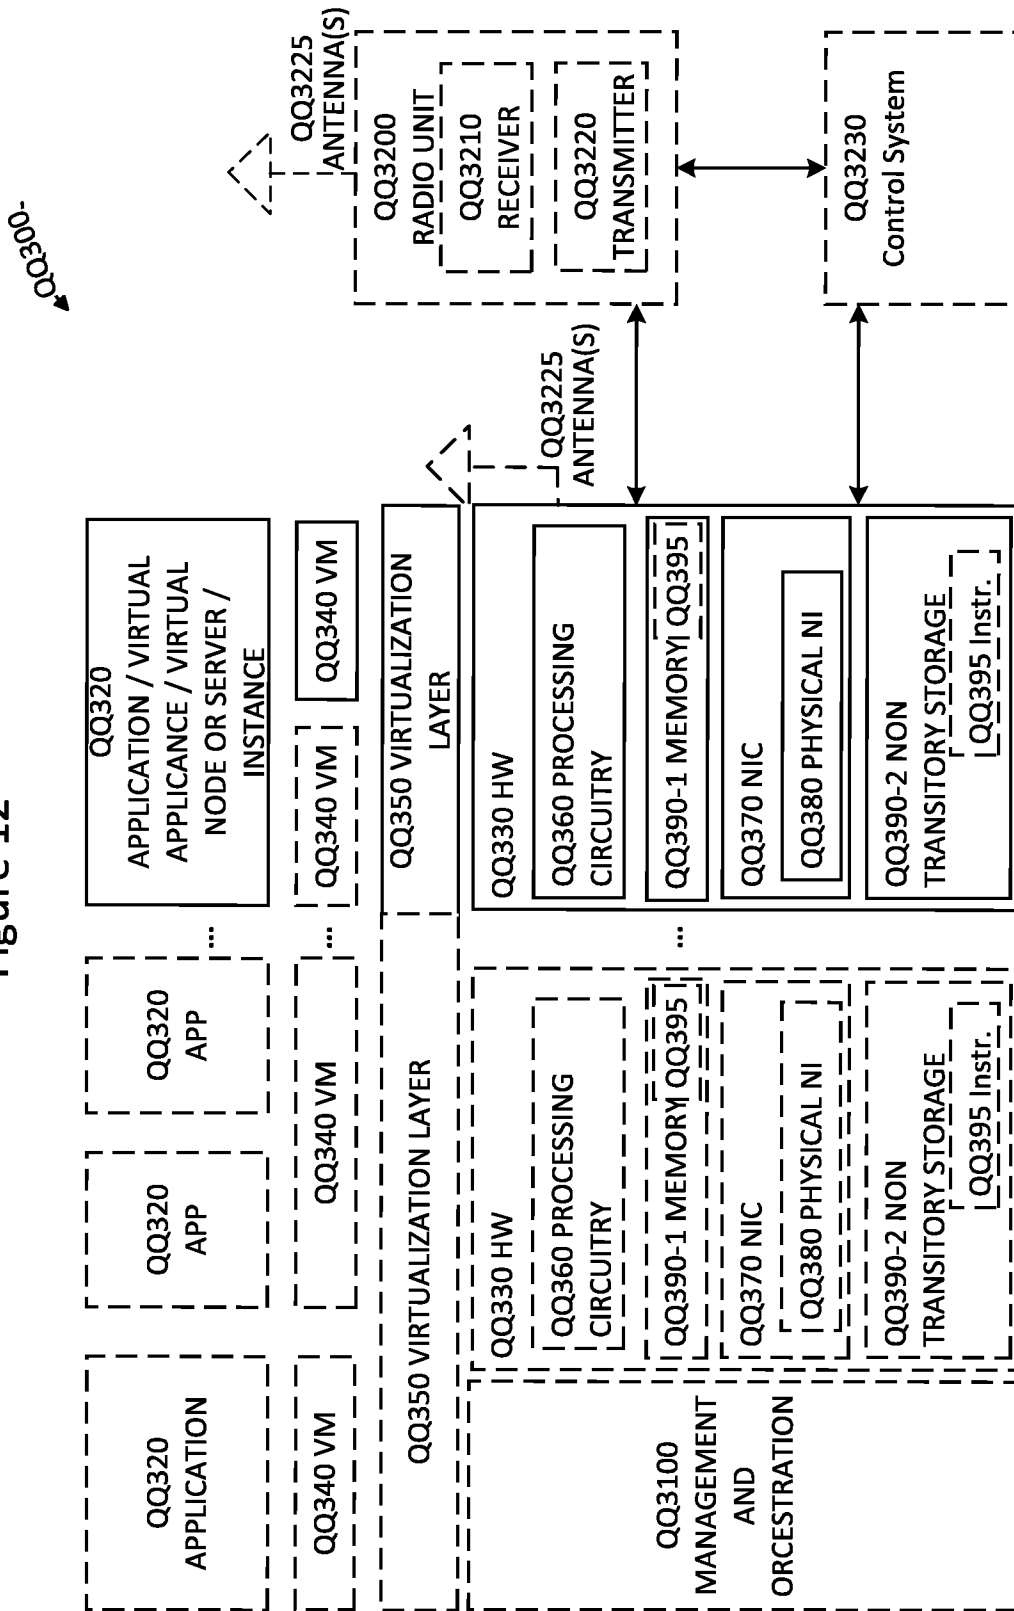 Figure 12
QQ300
QQ320
APPLICATION
QQ320
APP
QQ320
APP
...
QQ320
APPLICATION / VIRTUAL
APPLICANCE / VIRTUAL
NODE OR SERVER /
INSTANCE
QQ340 VM
QQ340 VM
...
QQ340 VM
QQ340 VM
QQ350 VIRTUALIZATION LAYER
QQ350 VIRTUALIZATION
LAYER
QQ3100
MANAGEMENT
AND
ORCESTRATION
QQ330 HW
QQ360 PROCESSING
CIRCUITRY
QQ390-1 MEMORY
QQ395
QQ370 NIC
QQ380 PHYSICAL NI
QQ390-2 NON
TRANSITORY STORAGE
QQ395 Instr.
...
QQ330 HW
QQ360 PROCESSING
CIRCUITRY
QQ390-1 MEMORY
QQ395
QQ370 NIC
QQ380 PHYSICAL NI
QQ390-2 NON
TRANSITORY STORAGE
QQ395 Instr.
QQ3225
ANTENNA(S)
QQ3225
ANTENNA(S)
QQ3200
RADIO UNIT
QQ3210
RECEIVER
QQ3220
TRANSMITTER
QQ3230
Control System